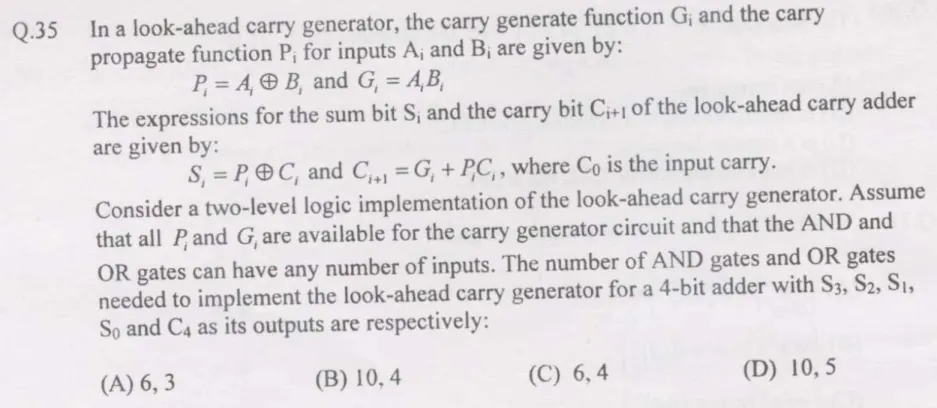 Q.35 In a look-ahead carry generator, the carry generate function Gᵢ and the carry
propagate function Pᵢ for inputs Aᵢ and Bᵢ are given by:
Pᵢ = Aᵢ ⊕ Bᵢ and Gᵢ = AᵢBᵢ
The expressions for the sum bit Sᵢ and the carry bit Cᵢ₊₁ of the look-ahead carry adder
are given by:
Sᵢ = Pᵢ ⊕ Cᵢ and Cᵢ₊₁ = Gᵢ + PᵢCᵢ, where C₀ is the input carry.
Consider a two-level logic implementation of the look-ahead carry generator. Assume
that all Pᵢ and Gᵢ are available for the carry generator circuit and that the AND and
OR gates can have any number of inputs. The number of AND gates and OR gates
needed to implement the look-ahead carry generator for a 4-bit adder with S₃, S₂, S₁,
S₀ and C₄ as its outputs are respectively:
(A) 6, 3 (B) 10, 4 (C) 6, 4 (D) 10, 5